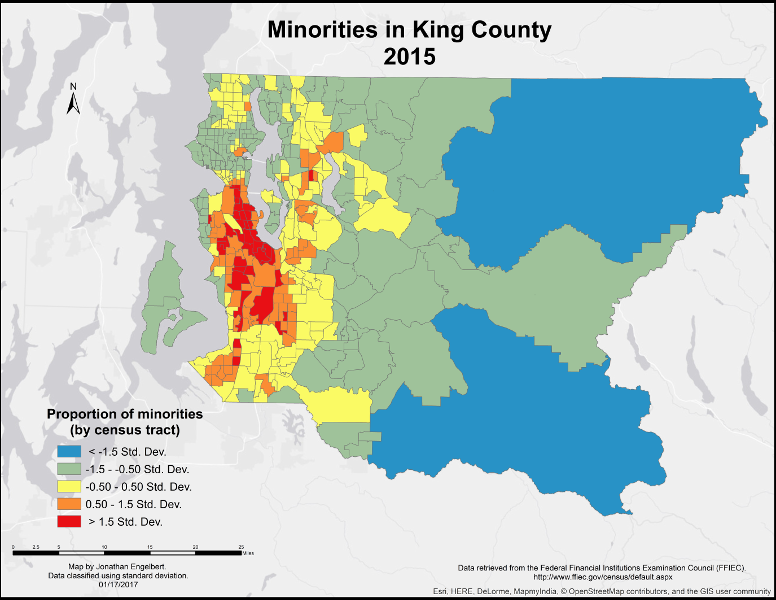 Minorities in King County
2015
N
Proportion of minorities
(by census tract)
< -1.5 Std. Dev.
-1.5 - -0.50 Std. Dev.
-0.50 - 0.50 Std. Dev.
0.50 - 1.5 Std. Dev.
> 1.5 Std. Dev.
0 2.5 5 10 15 20 25
Miles
Map by Jonathan Engelbert.
Data classified using standard deviation.
01/17/2017
Data retrieved from the Federal Financial Institutions Examination Council (FFIEC).
http://www.ffiec.gov/census/default.aspx
Esri, HERE, DeLorme, MapmyIndia, © OpenStreetMap contributors, and the GIS user community